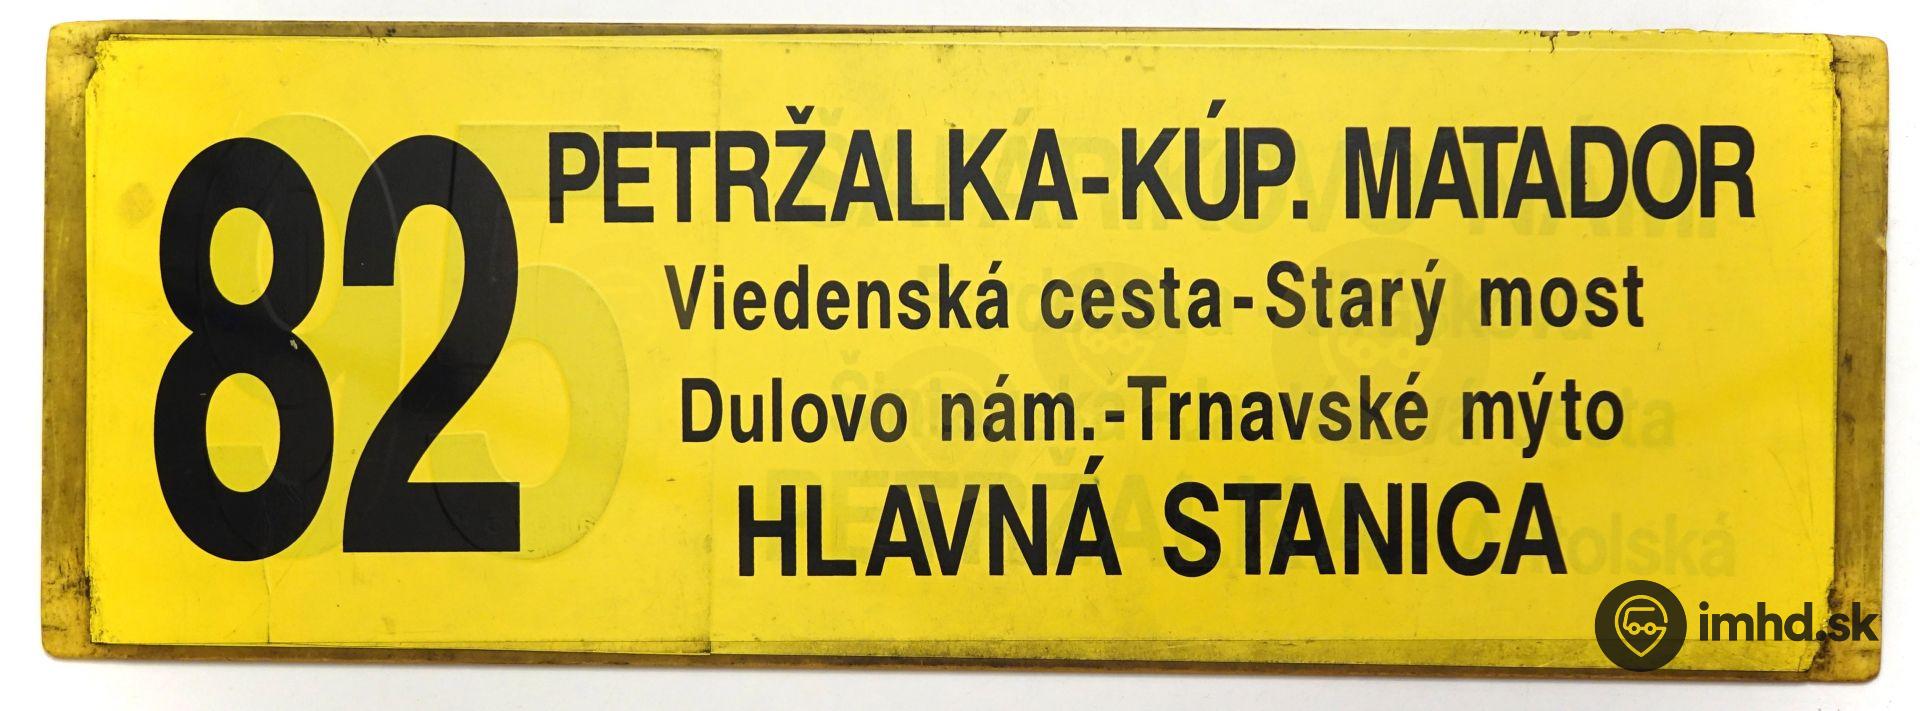 82
PETRŽALKA-KÚP. MATADOR
Viedenská cesta-Starý most
Dulovo nám.-Trnavské mýto
HLAVNÁ STANICA
imhd.sk